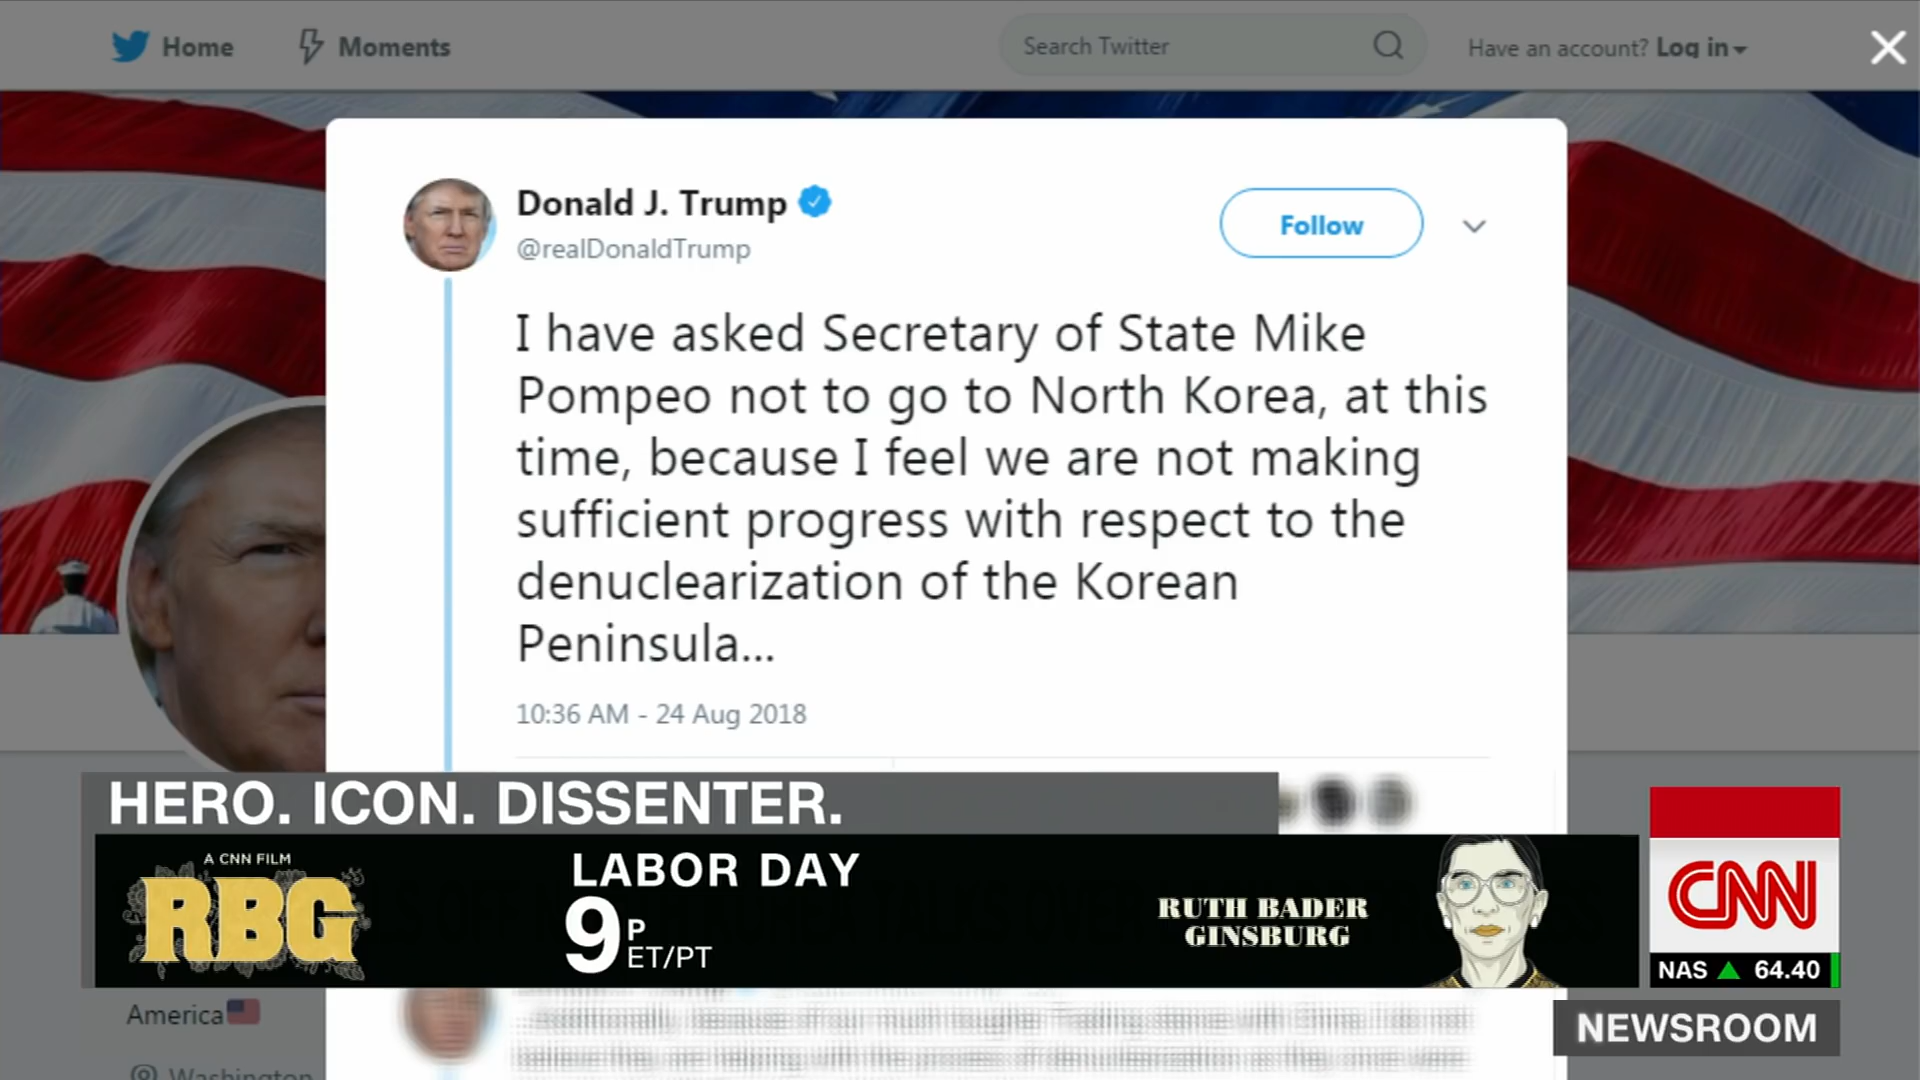 Home
Moments
Search Twitter
Have an account? Log in
Donald J. Trump
@realDonaldTrump
Follow
I have asked Secretary of State Mike
Pompeo not to go to North Korea, at this
time, because I feel we are not making
sufficient progress with respect to the
denuclearization of the Korean
Peninsula...
10:36 AM - 24 Aug 2018
HERO. ICON. DISSENTER.
A CNN FILM
RBG
LABOR DAY
9P
ET/PT
RUTH BADER
GINSBURG
CNN
NAS ▲ 64.40
America
Washington
NEWSROOM